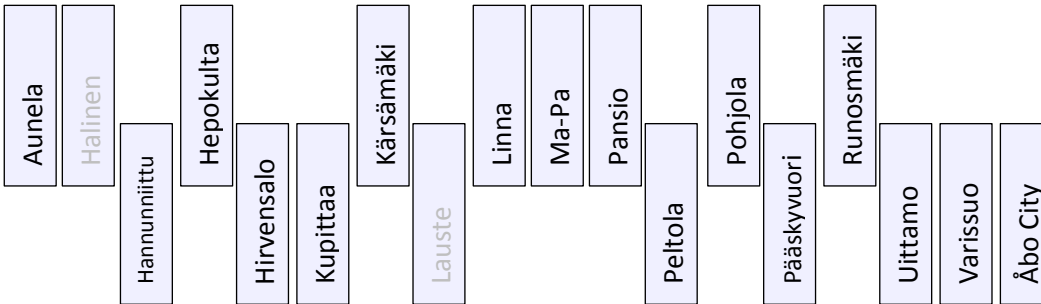 Aunela
Halinen
Hannunniittu
Hepokulta
Hirvensalo
Kupittaa
Kärsämäki
Lauste
Linna
Ma-Pa
Pansio
Peltola
Pohjola
Pääskyvuori
Runosmäki
Uittamo
Varissuo
Åbo City